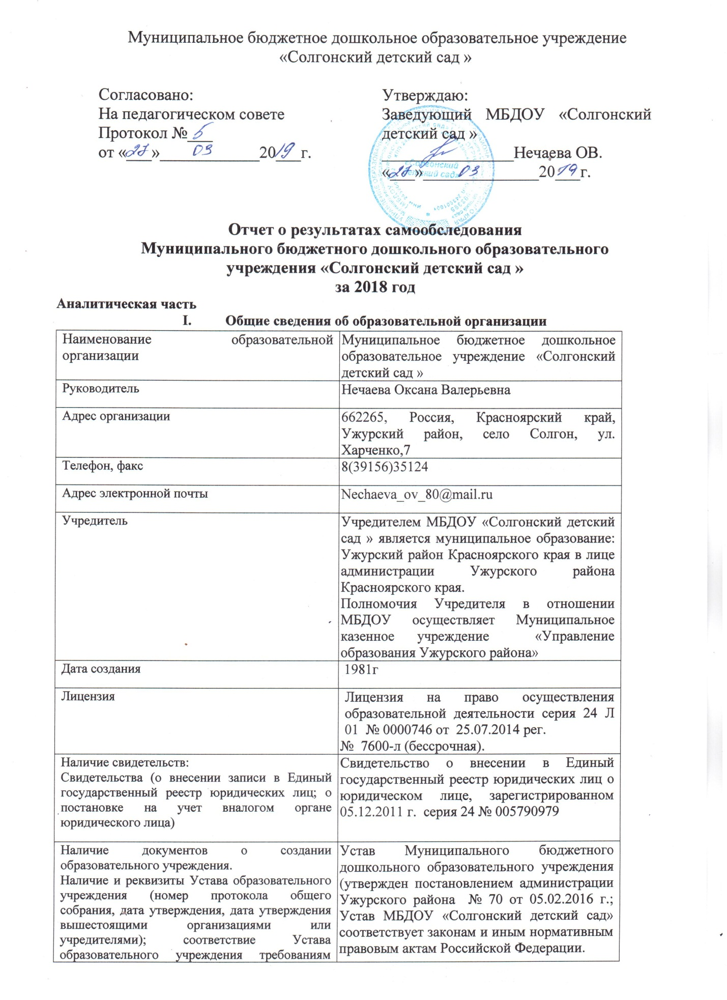 Муниципальное бюджетное дошкольное образовательное учреждение
«Солгонский детский сад »
Согласовано:
На педагогическом совете
Протокол № 5
от «27» 03 2019 г.
Утверждаю:
Заведующий МБДОУ «Солгонский
детский сад »
Нечаева ОВ.
«27» 03 2019 г.
«Солгонский
детский сад»
Отчет о результатах самообследования
Муниципального бюджетного дошкольного образовательного
учреждения «Солгонский детский сад »
за 2018 год
Аналитическая часть
I. Общие сведения об образовательной организации
Наименование образовательной
организации
Муниципальное бюджетное дошкольное
образовательное учреждение «Солгонский
детский сад »
Руководитель
Нечаева Оксана Валерьевна
Адрес организации
662265, Россия, Красноярский край,
Ужурский район, село Солгон, ул.
Харченко,7
Телефон, факс
8(39156)35124
Адрес электронной почты
Nechaeva_ov_80@mail.ru
Учредитель
Учредителем МБДОУ «Солгонский детский
сад » является муниципальное образование:
Ужурский район Красноярского края в лице
администрации Ужурского района
Красноярского края.
Полномочия Учредителя в отношении
МБДОУ осуществляет Муниципальное
казенное учреждение «Управление
образования Ужурского района»
Дата создания
1981г
Лицензия
Лицензия на право осуществления
образовательной деятельности серия 24 Л
01 № 0000746 от 25.07.2014 рег.
№ 7600-л (бессрочная).
Наличие свидетельств:
Свидетельства (о внесении записи в Единый
государственный реестр юридических лиц; о
постановке на учет вналогом органе
юридического лица)
Свидетельство о внесении в Единый
государственный реестр юридических лиц о
юридическом лице, зарегистрированном
05.12.2011 г. серия 24 № 005790979
Наличие документов о создании
образовательного учреждения.
Наличие и реквизиты Устава образовательного
учреждения (номер протокола общего
собрания, дата утверждения, дата утверждения
вышестоящими организациями или
учредителями); соответствие Устава
образовательного учреждения требованиям
Устав Муниципального бюджетного
дошкольного образовательного учреждения
(утвержден постановлением администрации
Ужурского района № 70 от 05.02.2016 г.;
Устав МБДОУ «Солгонский детский сад»
соответствует законам и иным нормативным
правовым актам Российской Федерации.